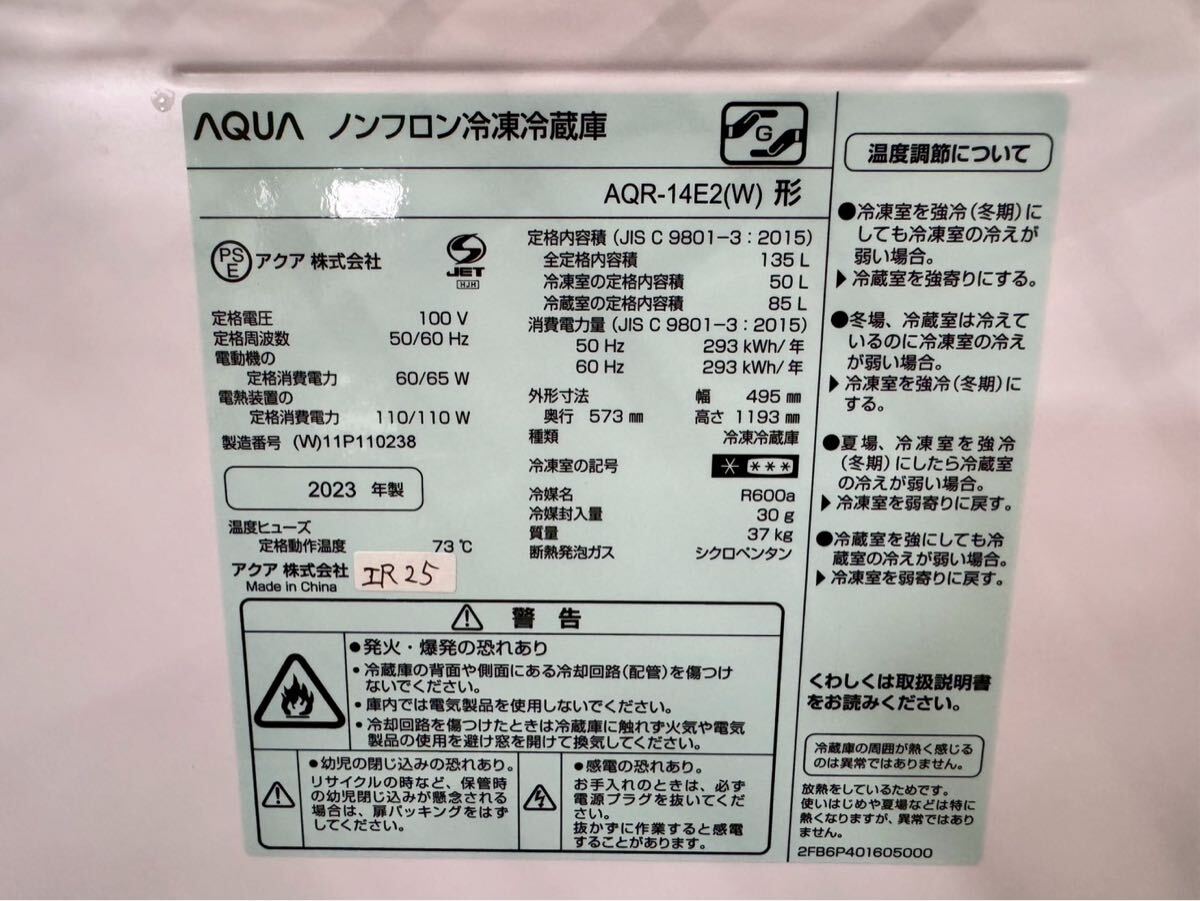 AQUA ノンフロン冷凍冷蔵庫
G
AQR-14E2(W) 形
PS
E
アクア 株式会社
S
JET
HJH
定格電圧 100 V
定格周波数 50/60 Hz
電動機の
定格消費電力 60/65 W
電熱装置の
定格消費電力 110/110 W
製造番号 (W)11P110238
2023 年製
温度ヒューズ
定格動作温度 73 ℃
アクア 株式会社
Made in China
IR25
定格内容積 (JIS C 9801-3:2015)
全定格内容積 135 L
冷凍室の定格内容積 50 L
冷蔵室の定格内容積 85 L
消費電力量 (JIS C 9801-3:2015)
50 Hz 293 kWh/年
60 Hz 293 kWh/年
外形寸法 幅 495 ㎜
奥行 573 ㎜ 高さ 1193 ㎜
種類 冷凍冷蔵庫
冷凍室の記号 * ***
冷媒名 R600a
冷媒封入量 30 g
質量 37 kg
断熱発泡ガス シクロペンタン
⚠ 警告
●発火・爆発の恐れあり
・冷蔵庫の背面や側面にある冷却回路(配管)を傷つけ
ないでください。
・庫内では電気製品を使用しないでください。
・冷却回路を傷つけたときは冷蔵庫に触れず火気や電気
製品の使用を避け窓を開けて換気してください。
●幼児の閉じ込みの恐れあり。
リサイクルの時など、保管時
の幼児閉じ込みが懸念される
場合は、扉パッキングをはず
してください。
●感電の恐れあり。
お手入れのときは、必ず
電源プラグを抜いてくだ
さい。
抜かずに作業すると感電
することがあります。
温度調節について
●冷凍室を強冷(冬期)に
しても冷凍室の冷えが
弱い場合。
▶冷蔵室を強寄りにする。
●冬場、冷蔵室は冷えて
いるのに冷凍室の冷え
が弱い場合。
▶冷凍室を強冷(冬期)に
する。
●夏場、冷凍室を強冷
(冬期)にしたら冷蔵室
の冷えが弱い場合。
▶冷凍室を弱寄りに戻す。
●冷蔵室を強にしても冷
蔵室の冷えが弱い場合。
▶冷凍室を弱寄りに戻す。
くわしくは取扱説明書
をお読みください。
冷蔵庫の周囲が熱く感じる
のは異常ではありません。
放熱をしているためです。
使いはじめや夏場などは特に
熱くなりますが、異常ではあり
ません。
2FB6P401605000